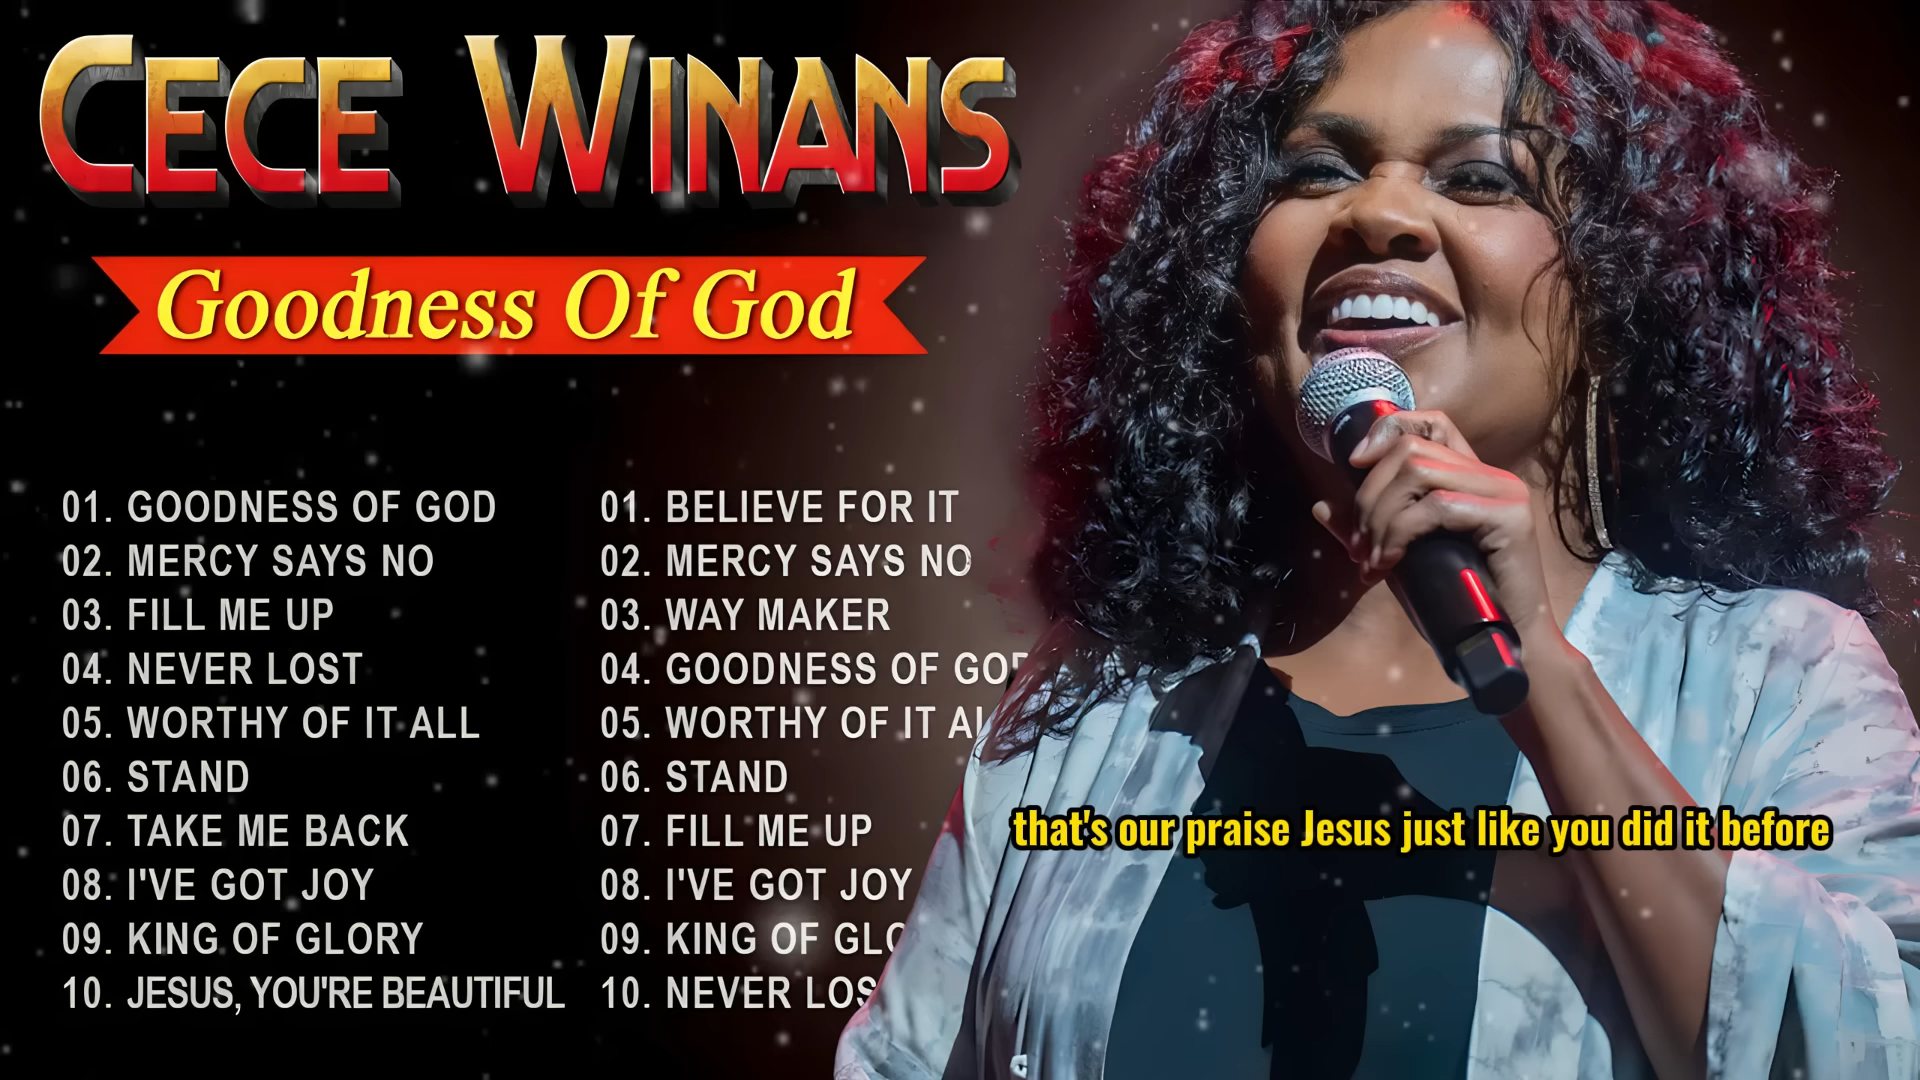 CECE WINANS
Goodness Of God
01. GOODNESS OF GOD
02. MERCY SAYS NO
03. FILL ME UP
04. NEVER LOST
05. WORTHY OF IT ALL
06. STAND
07. TAKE ME BACK
08. I'VE GOT JOY
09. KING OF GLORY
10. JESUS, YOU'RE BEAUTIFUL
01. BELIEVE FOR IT
02. MERCY SAYS NO
03. WAY MAKER
04. GOODNESS OF GOD
05. WORTHY OF IT AL
06. STAND
07. FILL ME UP
08. I'VE GOT JOY
09. KING OF GLO
10. NEVER LOS
that's our praise Jesus just like you did it before